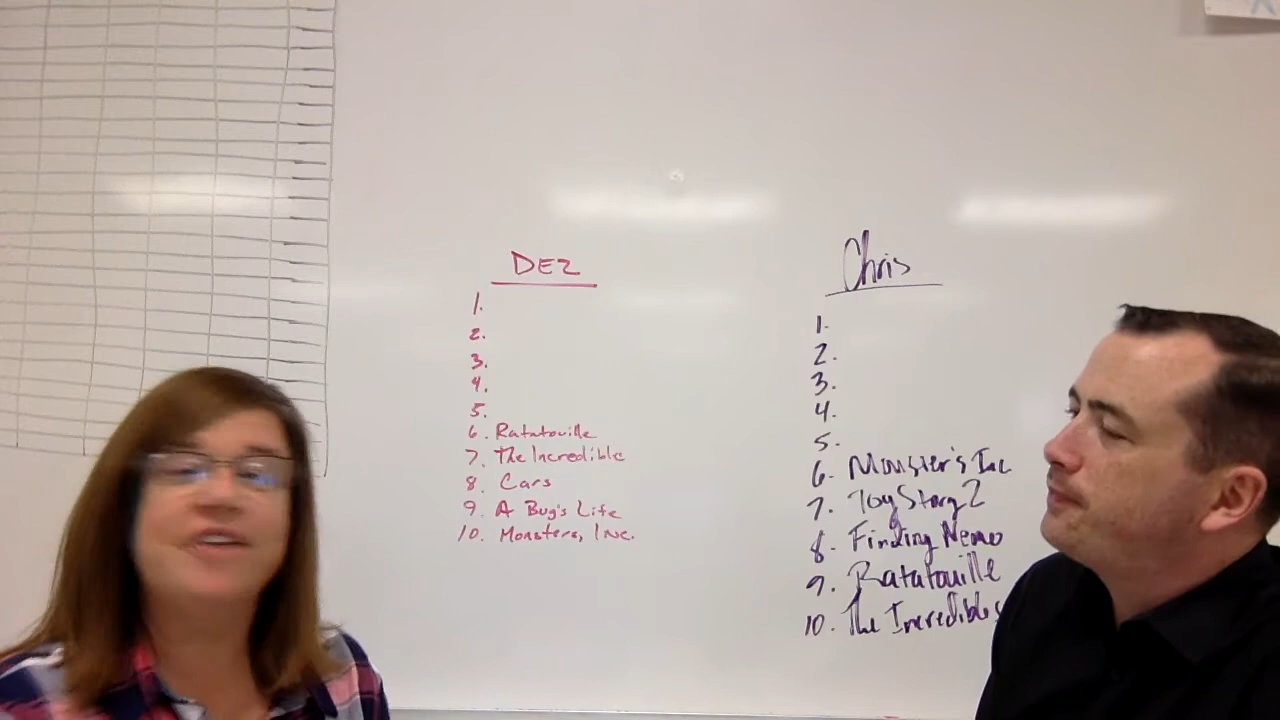 DEZ
1.
2.
3.
4.
5.
6. Ratatouille
7. The Incredible
8. Cars
9. A Bug's Life
10. Monsters, Inc.
Chris
1.
2.
3.
4.
5.
6. Monster's Inc
7. Toy Story 2
8. Finding Nemo
9. Ratatouille
10. The Incredibles